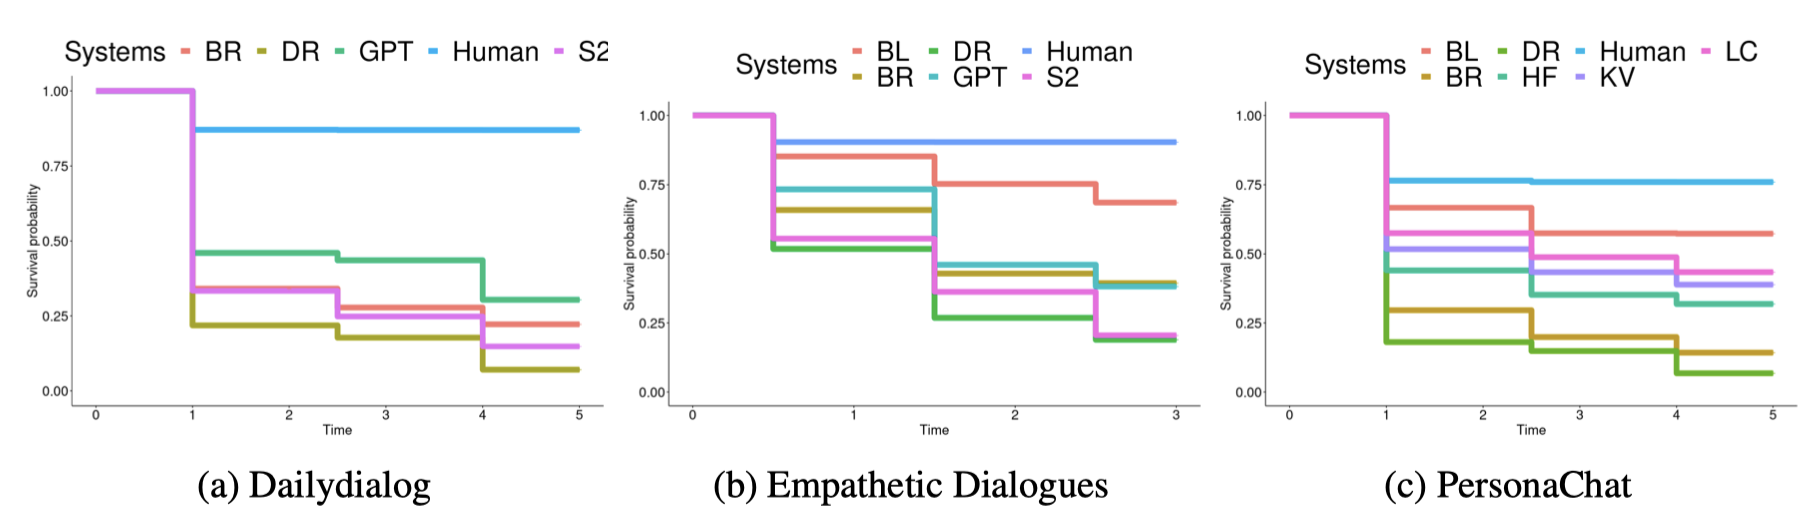 Systems BR DR GPT Human S2
1.00
0.75
0.50
0.25
0.00
Survival probability
0 1 2 3 4 5
Time
(a) Dailydialog
Systems BL DR Human
BR GPT S2
1.00
0.75
0.50
0.25
0.00
Survival probability
0 1 2 3
Time
(b) Empathetic Dialogues
Systems BL DR Human LC
BR HF KV
1.00
0.75
0.50
0.25
0.00
Survival probability
0 1 2 3 4 5
Time
(c) PersonaChat